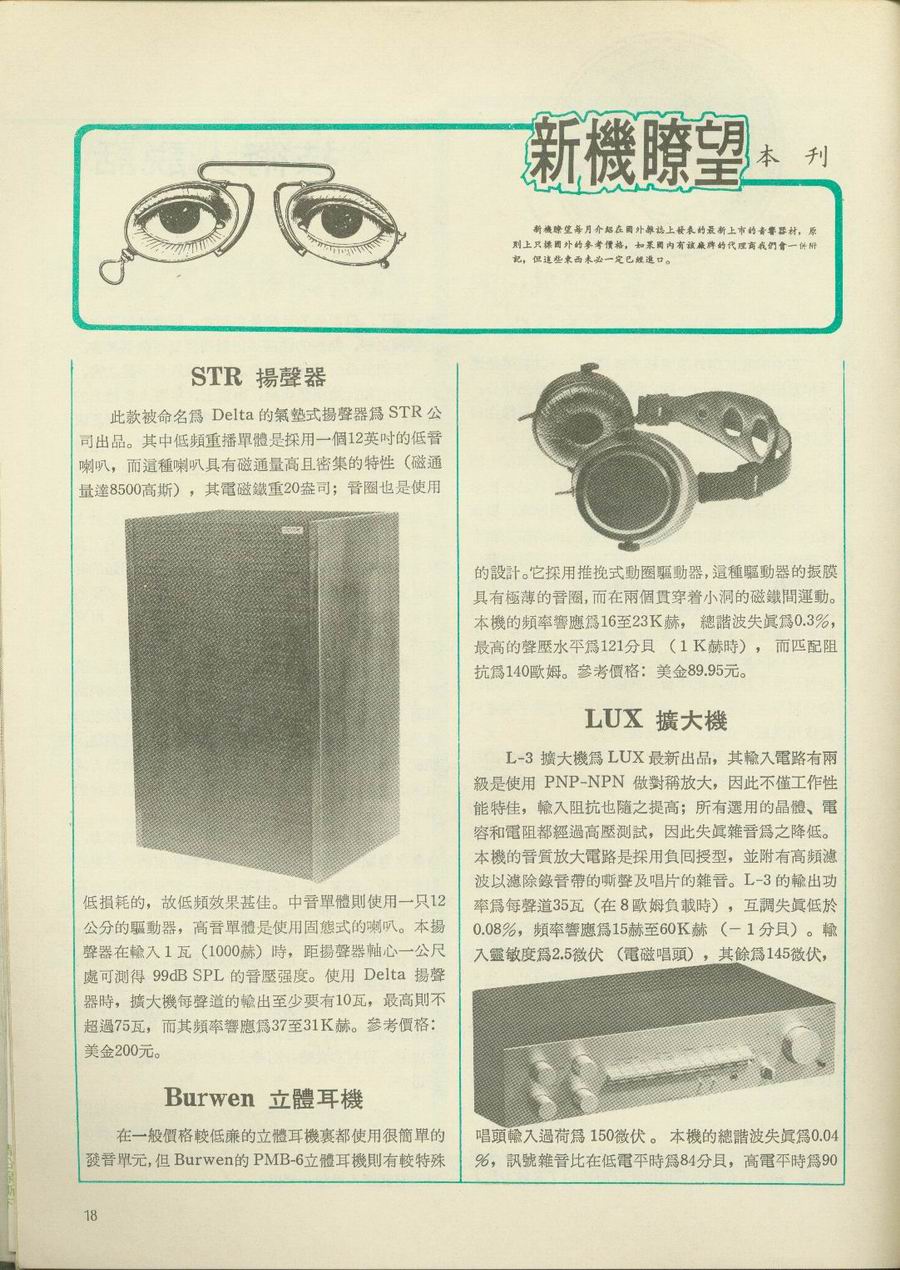 新機瞭望
本刊
新機瞭望每月介紹在國外雜誌上發表的最新上市的音響器材，原
則上只據國外的參考價格，如果國內有該廠牌的代理商我們會一併附
記，但這些東西未必一定已經進口。
STR 揚聲器
此款被命名爲 Delta 的氣墊式揚聲器爲 STR 公
司出品。其中低頻重播單體是採用一個12英吋的低音
喇叭，而這種喇叭具有磁通量高且密集的特性（磁通
量達8500高斯），其電磁鐵重20盎司；音圈也是使用
低損耗的，故低頻效果甚佳。中音單體則使用一只12
公分的驅動器，高音單體是使用固態式的喇叭。本揚
聲器在輸入1瓦（1000赫）時，距揚聲器軸心一公尺
處可測得 99dB SPL 的音壓强度。使用 Delta 揚聲
器時，擴大機每聲道的輸出至少要有10瓦，最高則不
超過75瓦，而其頻率響應爲37至31K赫。參考價格：
美金200元。
Burwen 立體耳機
在一般價格較低廉的立體耳機裏都使用很簡單的
發音單元，但 Burwen的 PMB-6立體耳機則有較特殊
的設計。它採用推挽式動圈驅動器，這種驅動器的振膜
具有極薄的音圈，而在兩個貫穿着小洞的磁鐵間運動。
本機的頻率響應爲16至23K赫，總諧波失眞爲0.3%，
最高的聲壓水平爲121分貝（1K赫時），而匹配阻
抗爲140歐姆。參考價格：美金89.95元。
LUX 擴大機
L-3 擴大機爲 LUX 最新出品，其輸入電路有兩
級是使用 PNP-NPN 做對稱放大，因此不僅工作性
能特佳，輸入阻抗也隨之提高；所有選用的晶體、電
容和電阻都經過高壓測試，因此失眞雜音爲之降低。
本機的音質放大電路是採用負囘授型，並附有高頻濾
波以濾除錄音帶的嘶聲及唱片的雜音。L-3 的輸出功
率爲每聲道35瓦（在8歐姆負載時），互調失眞低於
0.08%，頻率響應爲15赫至60K赫（－1分貝）。輸
入靈敏度爲2.5微伏（電磁唱頭），其餘爲145微伏，
唱頭輸入過荷爲 150微伏。本機的總諧波失眞爲0.04
%，訊號雜音比在低電平時爲84分貝，高電平時爲90
18